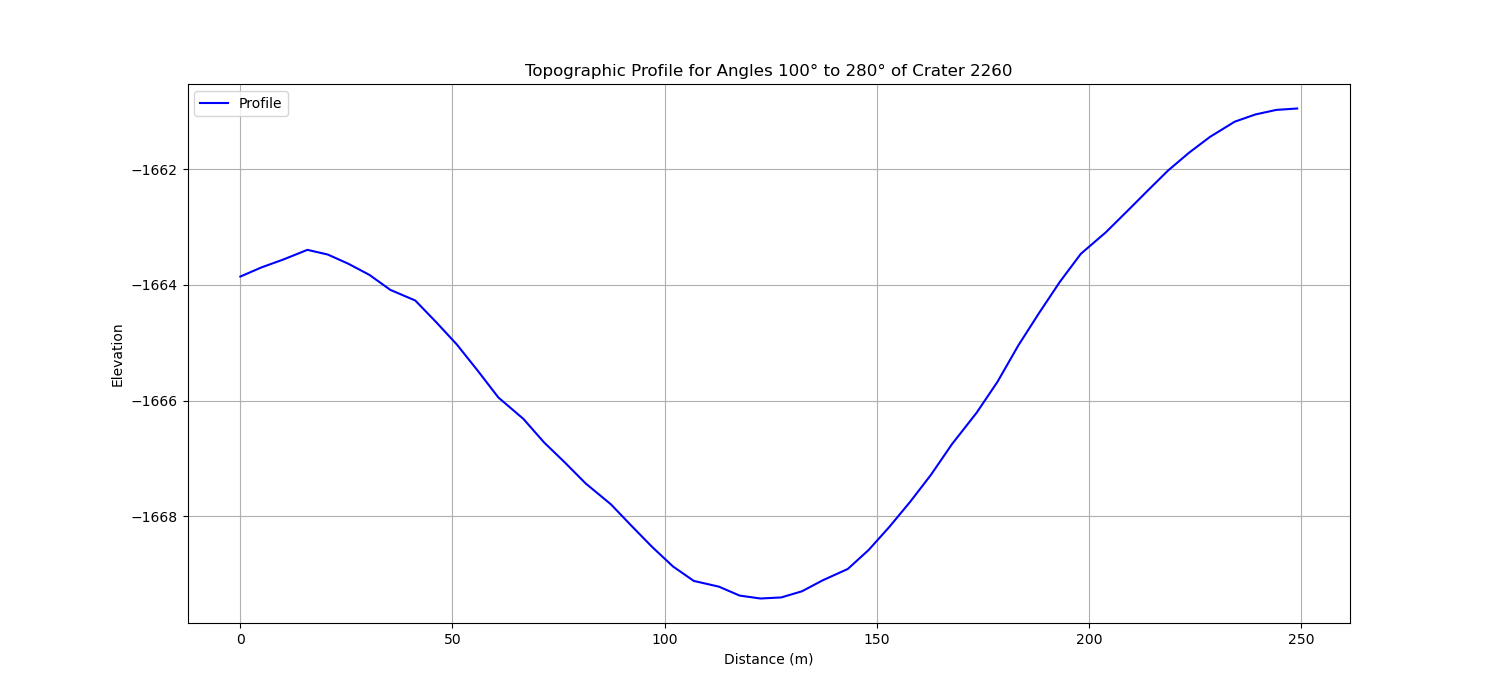 Topographic Profile for Angles 100° to 280° of Crater 2260
Profile
−1662
−1664
−1666
−1668
Elevation
0 50 100 150 200 250
Distance (m)